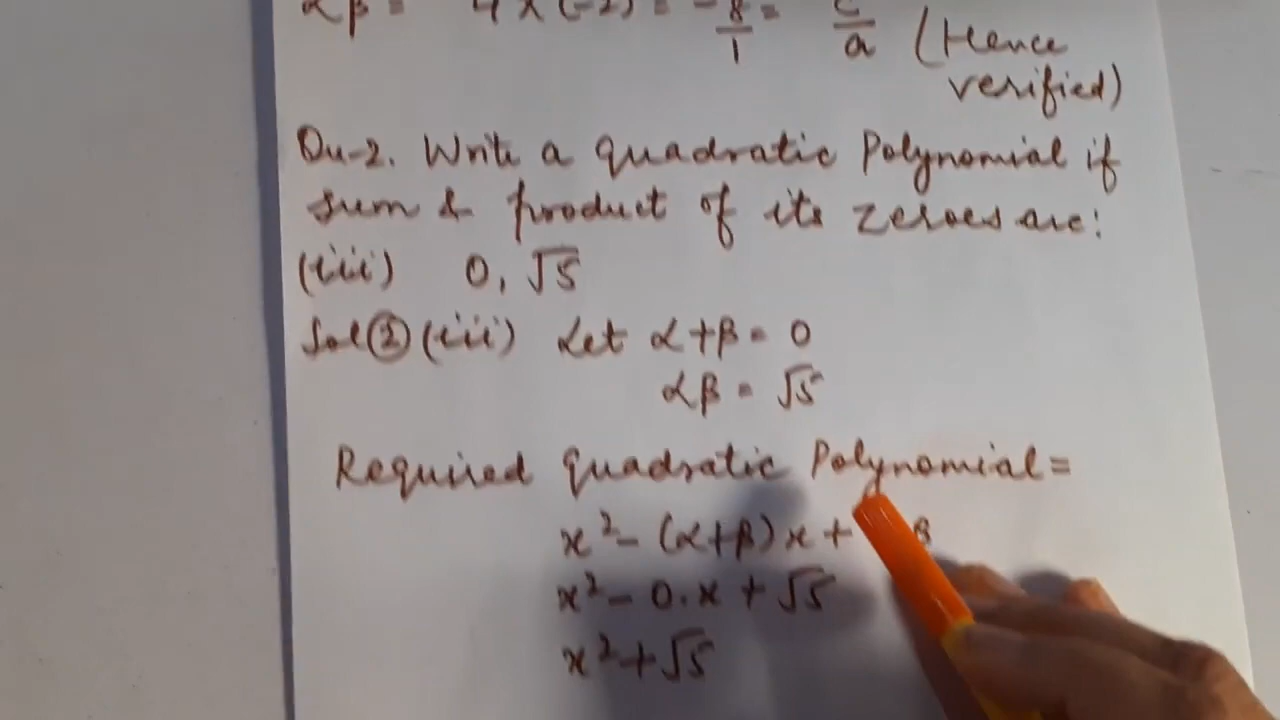 αβ = 4 x (-2) = -8/1 = c/a (Hence
verified)
Qu-2. Write a quadratic Polynomial if
sum & product of its zeroes are:
(iii) 0, √5
Sol ② (iii) Let α+β = 0
αβ = √5
Required quadratic Polynomial =
x² - (α+β)x + β
x² - 0.x + √5
x² + √5